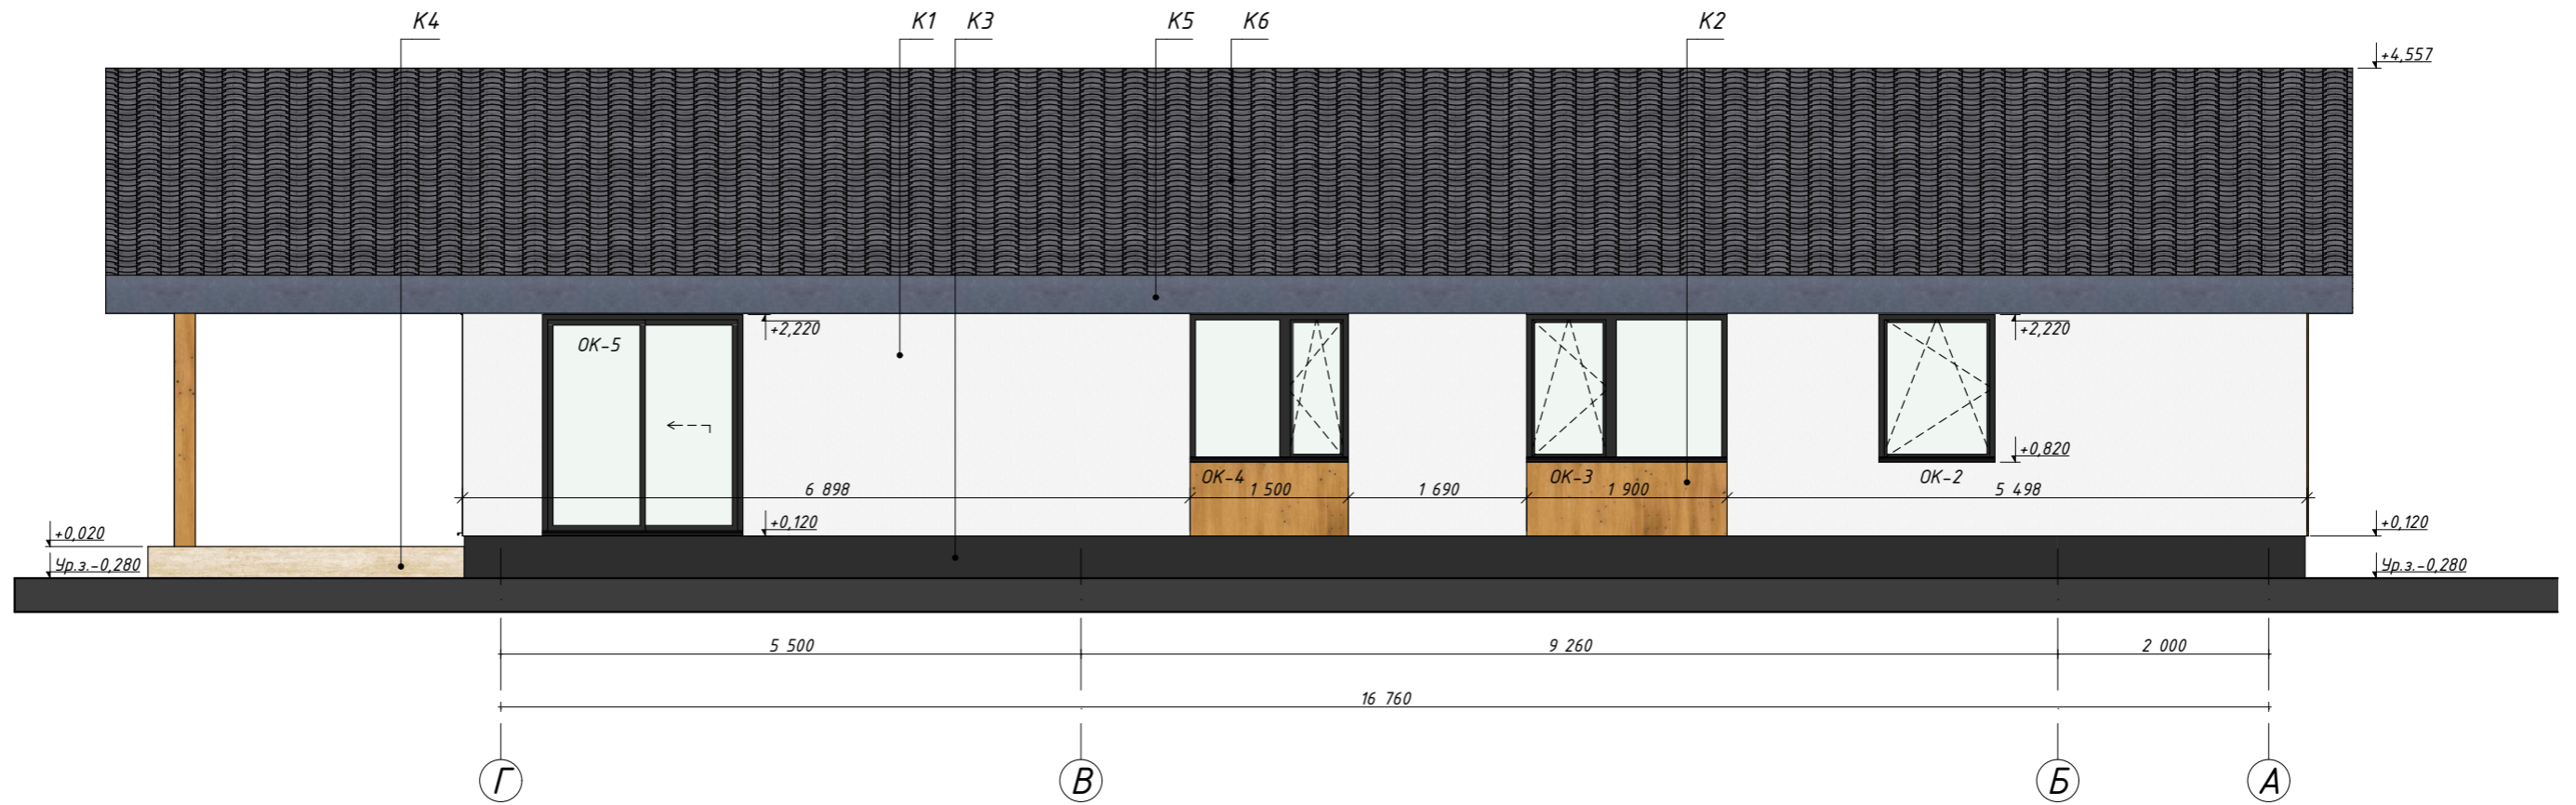 К4 К1 К3 К5 К6 К2
+4,557
ОК-5 +2,220 +2,220
+0,820
ОК-4 ОК-3 ОК-2
6 898 1 500 1 690 1 900 5 498
+0,020 +0,120 +0,120
Ур.з.-0,280 Ур.з.-0,280
5 500 9 260 2 000
16 760
Г В Б А